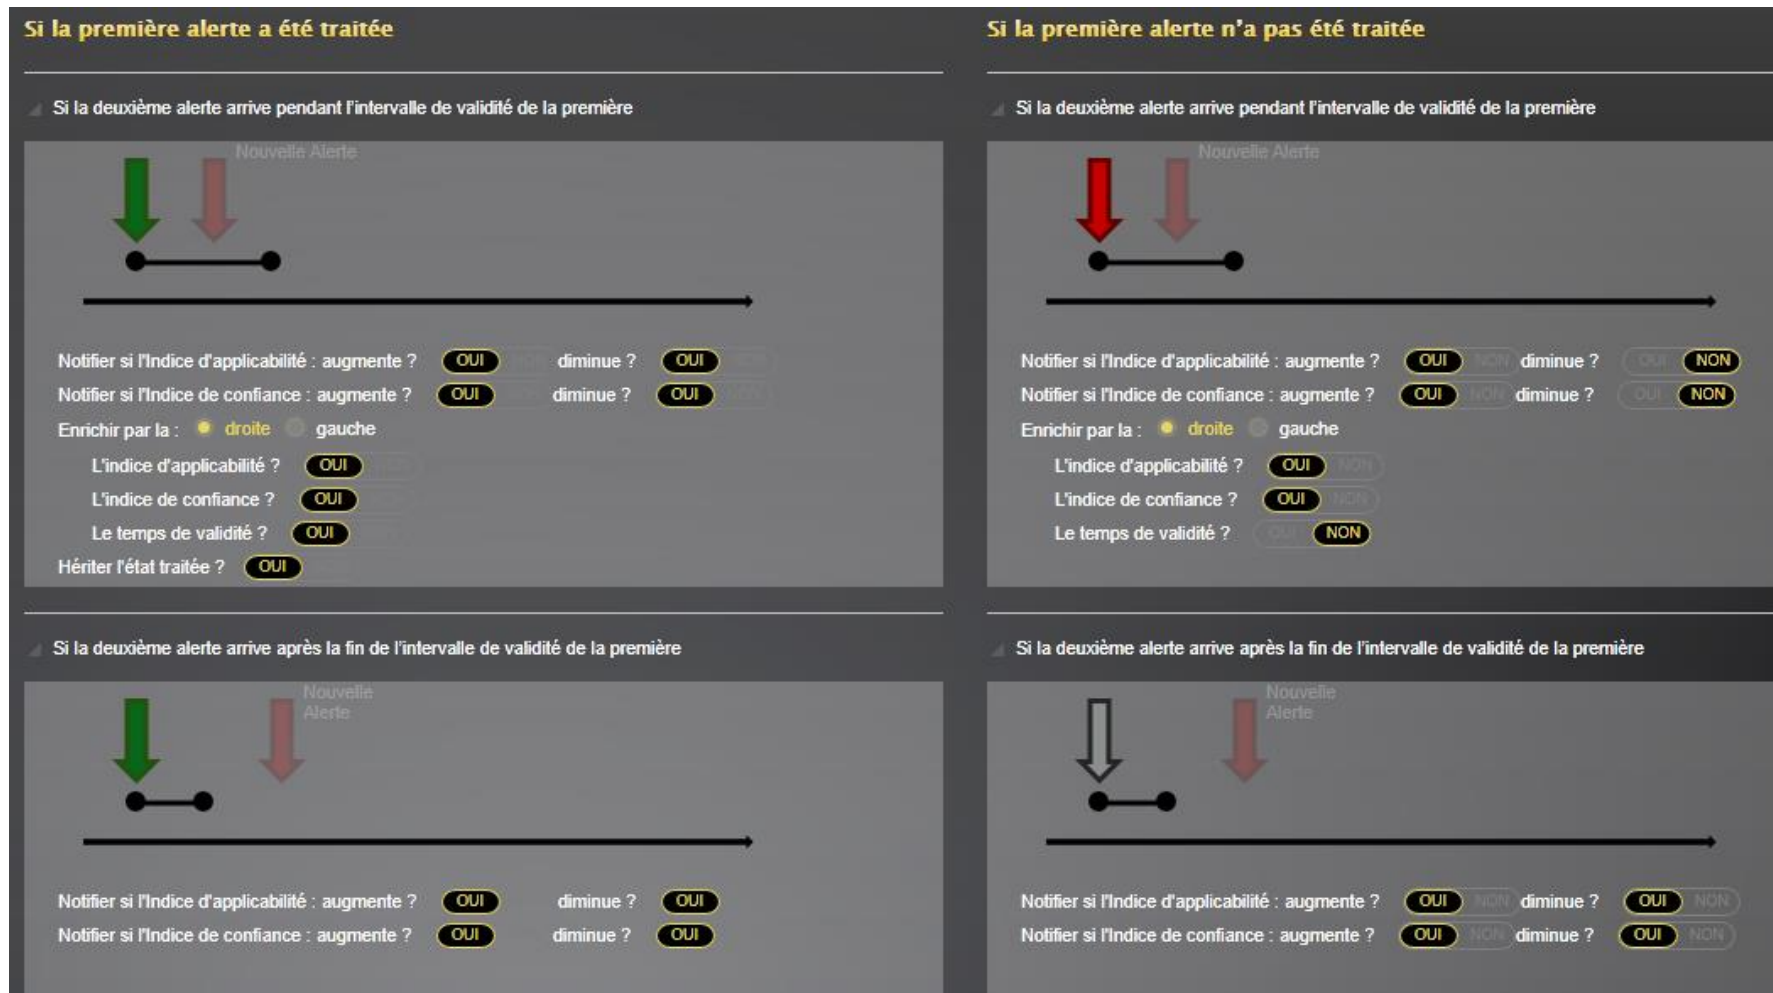 Si la première alerte a été traitée
Si la deuxième alerte arrive pendant l'intervalle de validité de la première
Nouvelle Alerte
Notifier si l'Indice d'applicabilité : augmente ? OUI NON diminue ? OUI NON
Notifier si l'Indice de confiance : augmente ? OUI NON diminue ? OUI NON
Enrichir par la : droite gauche
L'indice d'applicabilité ? OUI
L'indice de confiance ? OUI
Le temps de validité ? OUI
Hériter l'état traitée ? OUI
Si la deuxième alerte arrive après la fin de l'intervalle de validité de la première
Nouvelle
Alerte
Notifier si l'Indice d'applicabilité : augmente ? OUI diminue ? OUI
Notifier si l'Indice de confiance : augmente ? OUI diminue ? OUI
Si la première alerte n'a pas été traitée
Si la deuxième alerte arrive pendant l'intervalle de validité de la première
Nouvelle Alerte
Notifier si l'Indice d'applicabilité : augmente ? OUI NON diminue ? OUI NON
Notifier si l'Indice de confiance : augmente ? OUI NON diminue ? OUI NON
Enrichir par la : droite gauche
L'indice d'applicabilité ? OUI NON
L'indice de confiance ? OUI NON
Le temps de validité ? OUI NON
Si la deuxième alerte arrive après la fin de l'intervalle de validité de la première
Nouvelle
Alerte
Notifier si l'Indice d'applicabilité : augmente ? OUI NON diminue ? OUI NON
Notifier si l'Indice de confiance : augmente ? OUI NON diminue ? OUI NON